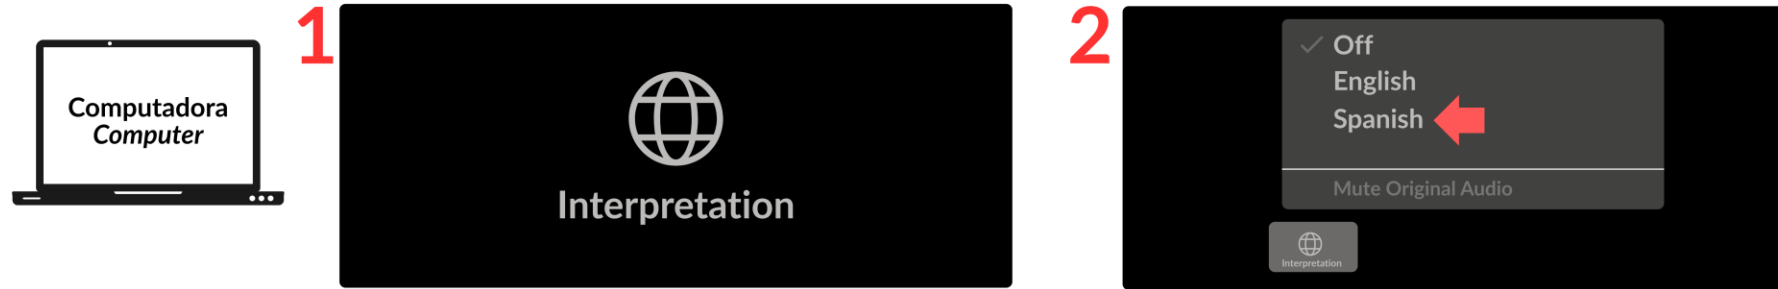 Computadora
Computer
1
Interpretation
2
Off
English
Spanish
Mute Original Audio
Interpretation